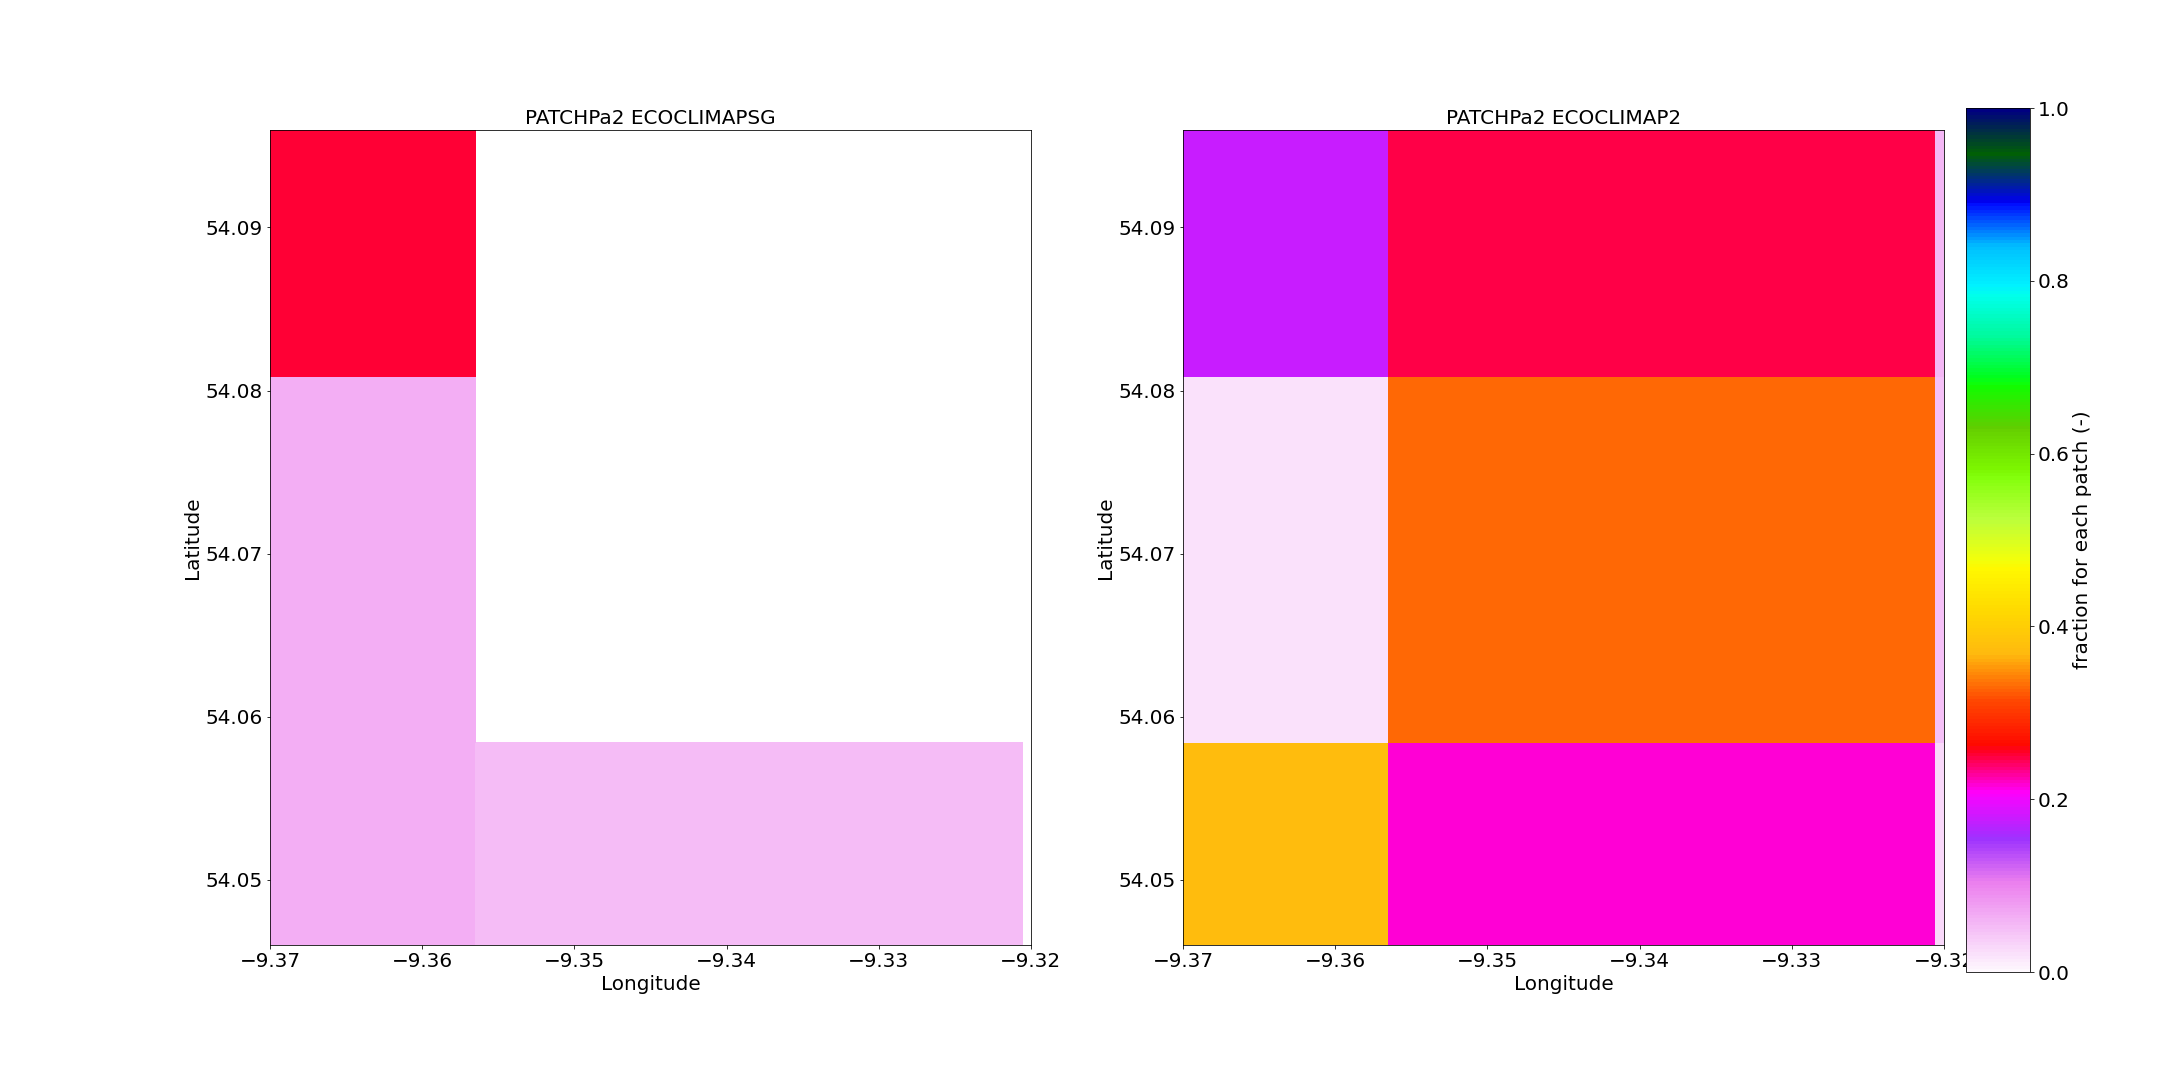 PATCHPa2 ECOCLIMAPSG
54.09
54.08
54.07
54.06
54.05
Latitude
−9.37 −9.36 −9.35 −9.34 −9.33 −9.32
Longitude
PATCHPa2 ECOCLIMAP2
54.09
54.08
54.07
54.06
54.05
Latitude
−9.37 −9.36 −9.35 −9.34 −9.33 −9.32
Longitude
1.0
0.8
0.6
0.4
0.2
0.0
fraction for each patch (-)